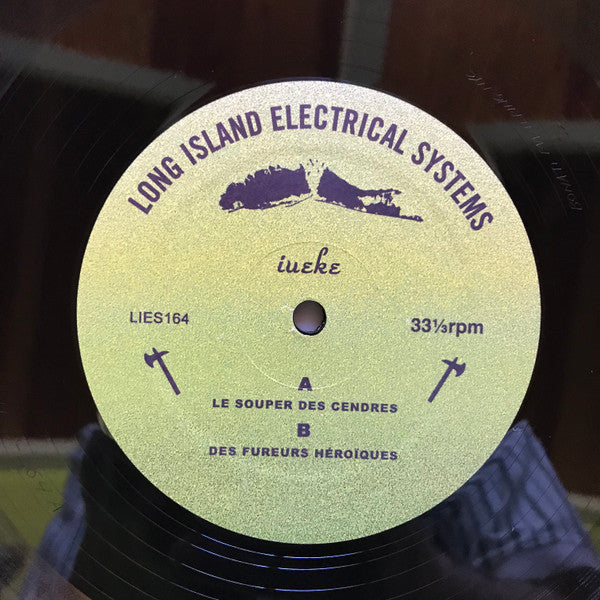 LONG ISLAND ELECTRICAL SYSTEMS
iueke
LIES164
33⅓rpm
A
LE SOUPER DES CENDRES
B
DES FUREURS HÉROÏQUES